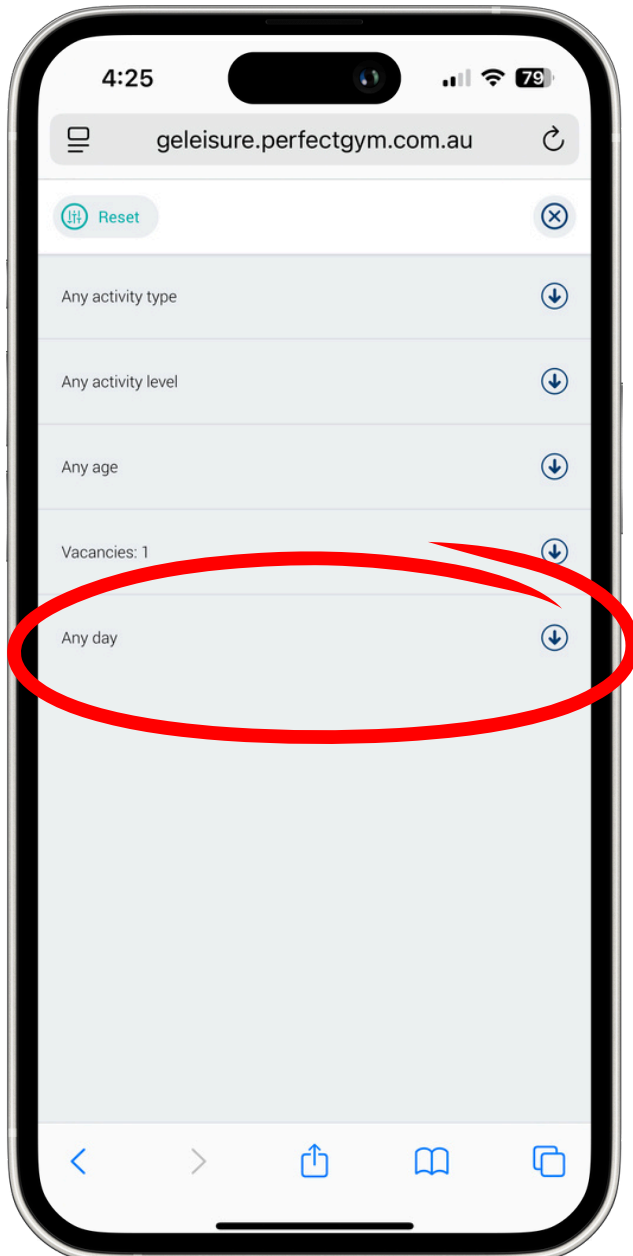 4:25
79
geleisure.perfectgym.com.au
Reset
Any activity type
Any activity level
Any age
Vacancies: 1
Any day